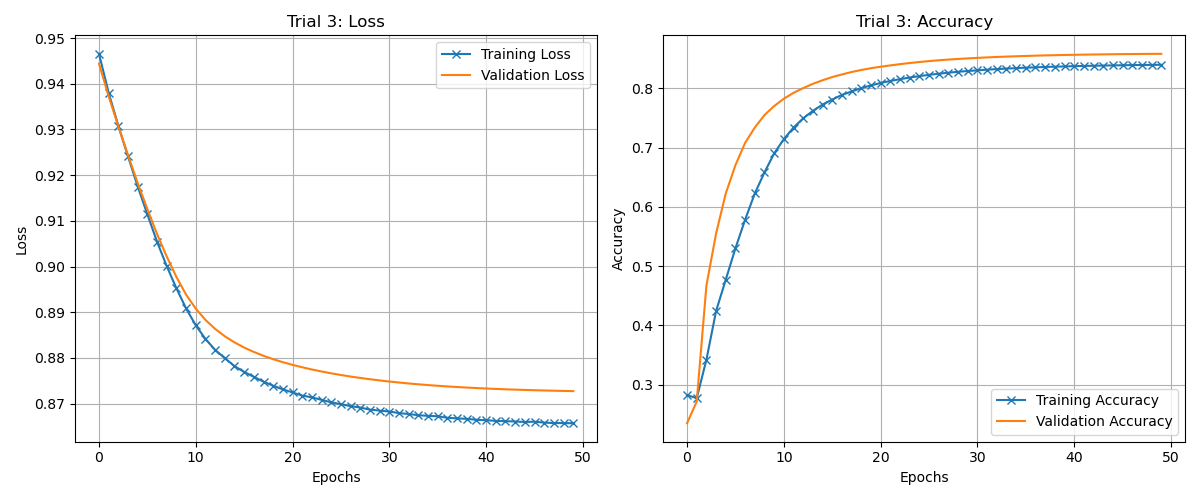 Trial 3: Loss
0.95
0.94
0.93
0.92
0.91
0.90
0.89
0.88
0.87
Loss
0
10
20
30
40
50
Epochs
Training Loss
Validation Loss
Trial 3: Accuracy
0.8
0.7
0.6
0.5
0.4
0.3
Accuracy
0
10
20
30
40
50
Epochs
Training Accuracy
Validation Accuracy